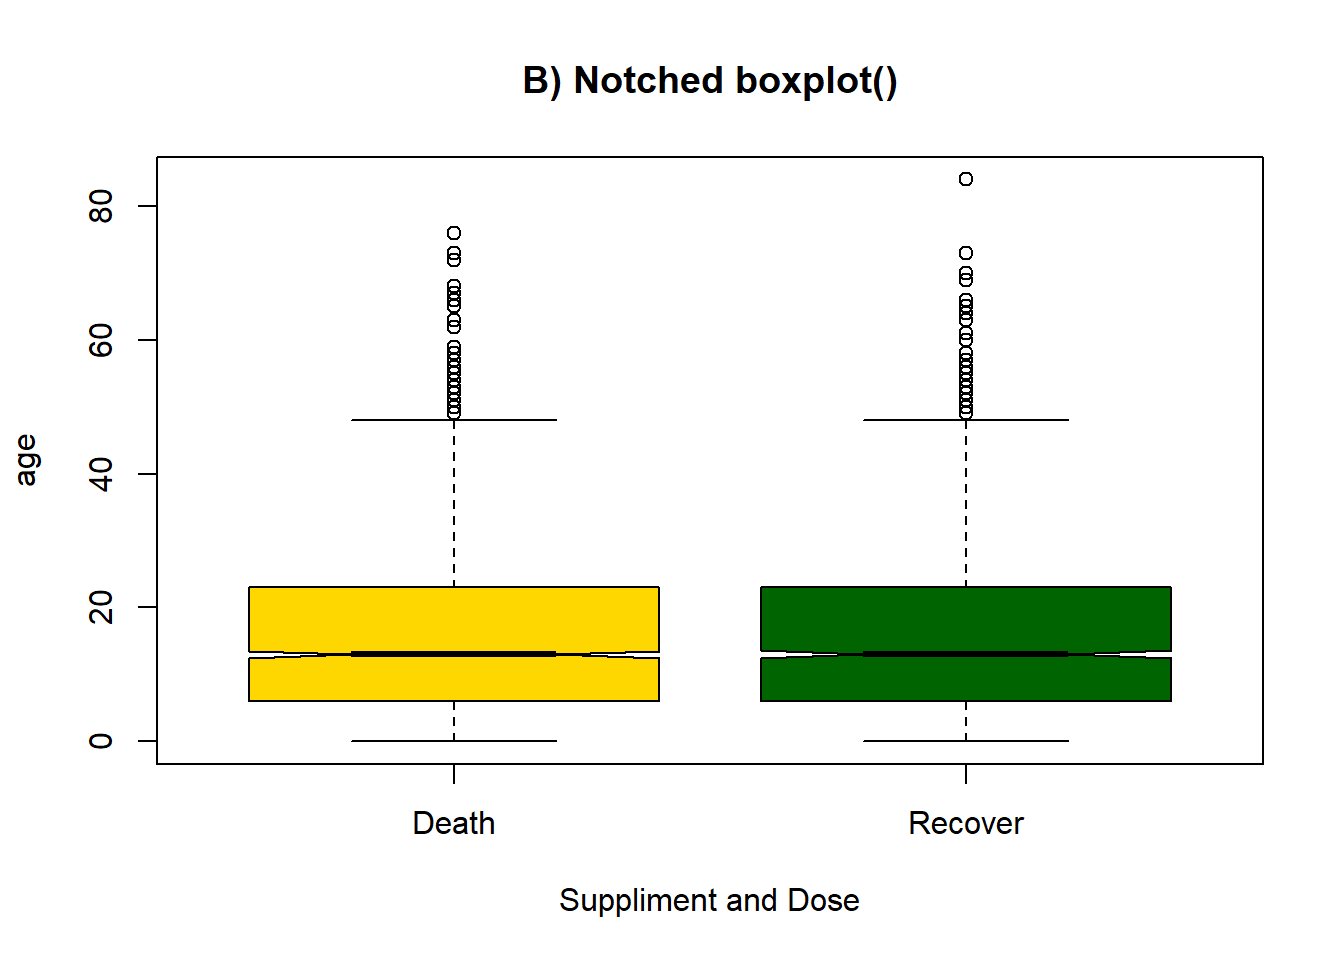 B) Notched boxplot()
80
60
40
20
0
age
Death Recover
Suppliment and Dose